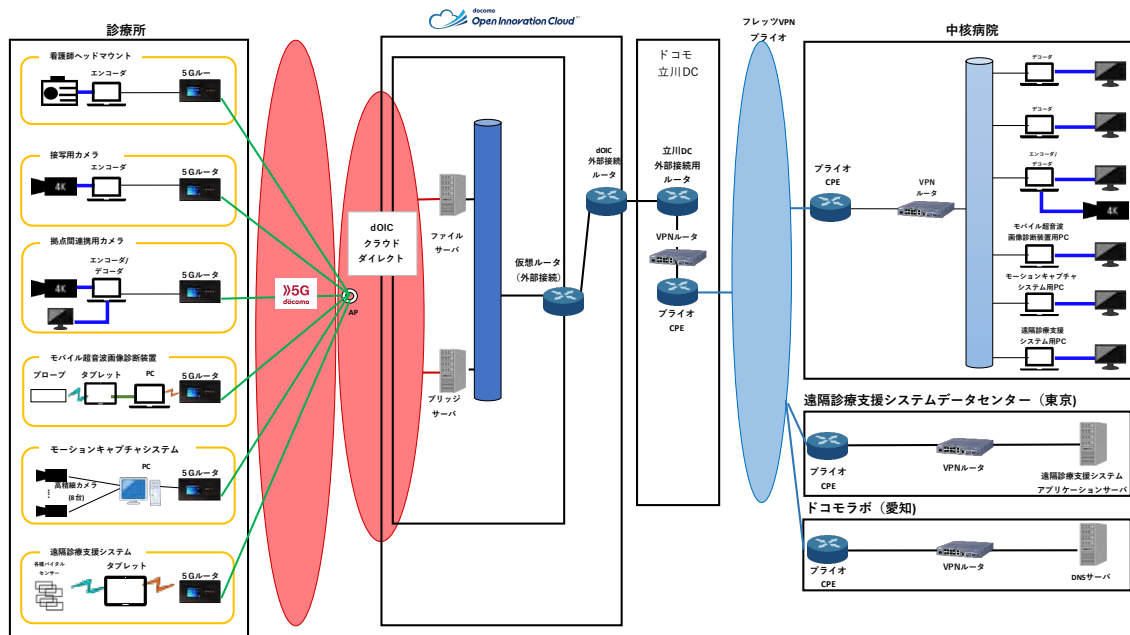 診療所
看護師ヘッドマウント
エンコーダ
5Gルー
接写用カメラ
エンコーダ
5Gルータ
4K
拠点間連携用カメラ
エンコーダ/
デコーダ
5Gルータ
4K
モバイル超音波画像診断装置
プローブ
タブレット
PC
5Gルータ
モーションキャプチャシステム
PC
5Gルータ
高精細カメラ
(8台)
遠隔診療支援システム
各種バイタル
センサー
タブレット
5Gルータ
5G
döcomo
AP
docomo
Open Innovation Cloud
dOIC
クラウド
ダイレクト
ファイル
サーバ
ブリッジ
サーバ
仮想ルータ
（外部接続）
dOIC
外部接続
ルータ
ドコモ
立川DC
立川DC
外部接続用
ルータ
VPNルータ
プライオ
CPE
フレッツVPN
プライオ
中核病院
プライオ
CPE
VPN
ルータ
デコーダ
デコーダ
エンコーダ/
デコーダ
4K
モバイル超音波
画像診断装置用PC
モーションキャプチャ
システム用PC
遠隔診療支援
システム用PC
遠隔診療支援システムデータセンター（東京)
プライオ
CPE
VPNルータ
遠隔診療支援システム
アプリケーションサーバ
ドコモラボ（愛知)
プライオ
CPE
VPNルータ
DNSサーバ